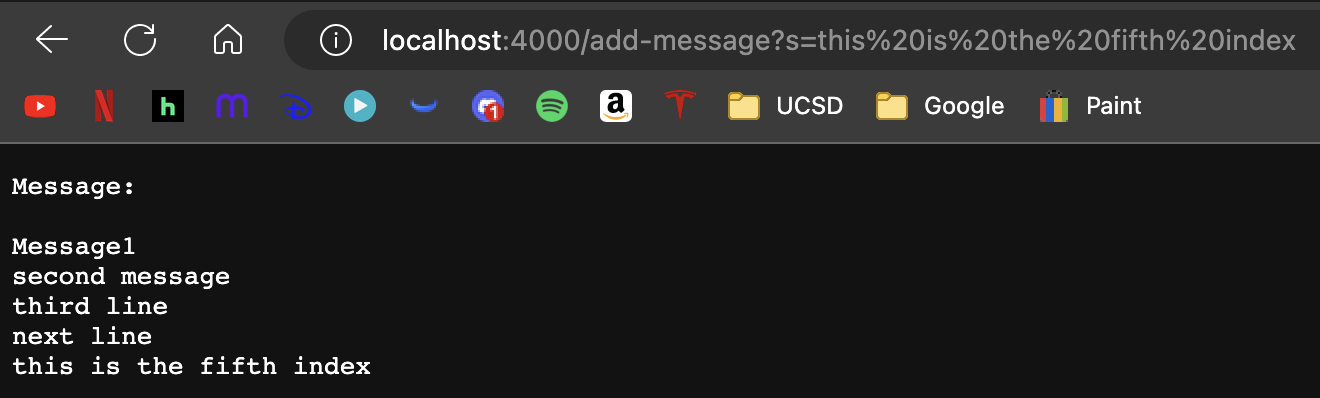 localhost:4000/add-message?s=this%20is%20the%20fifth%20index
N h m D 1 a T UCSD Google Paint
Message:
Message1
second message
third line
next line
this is the fifth index